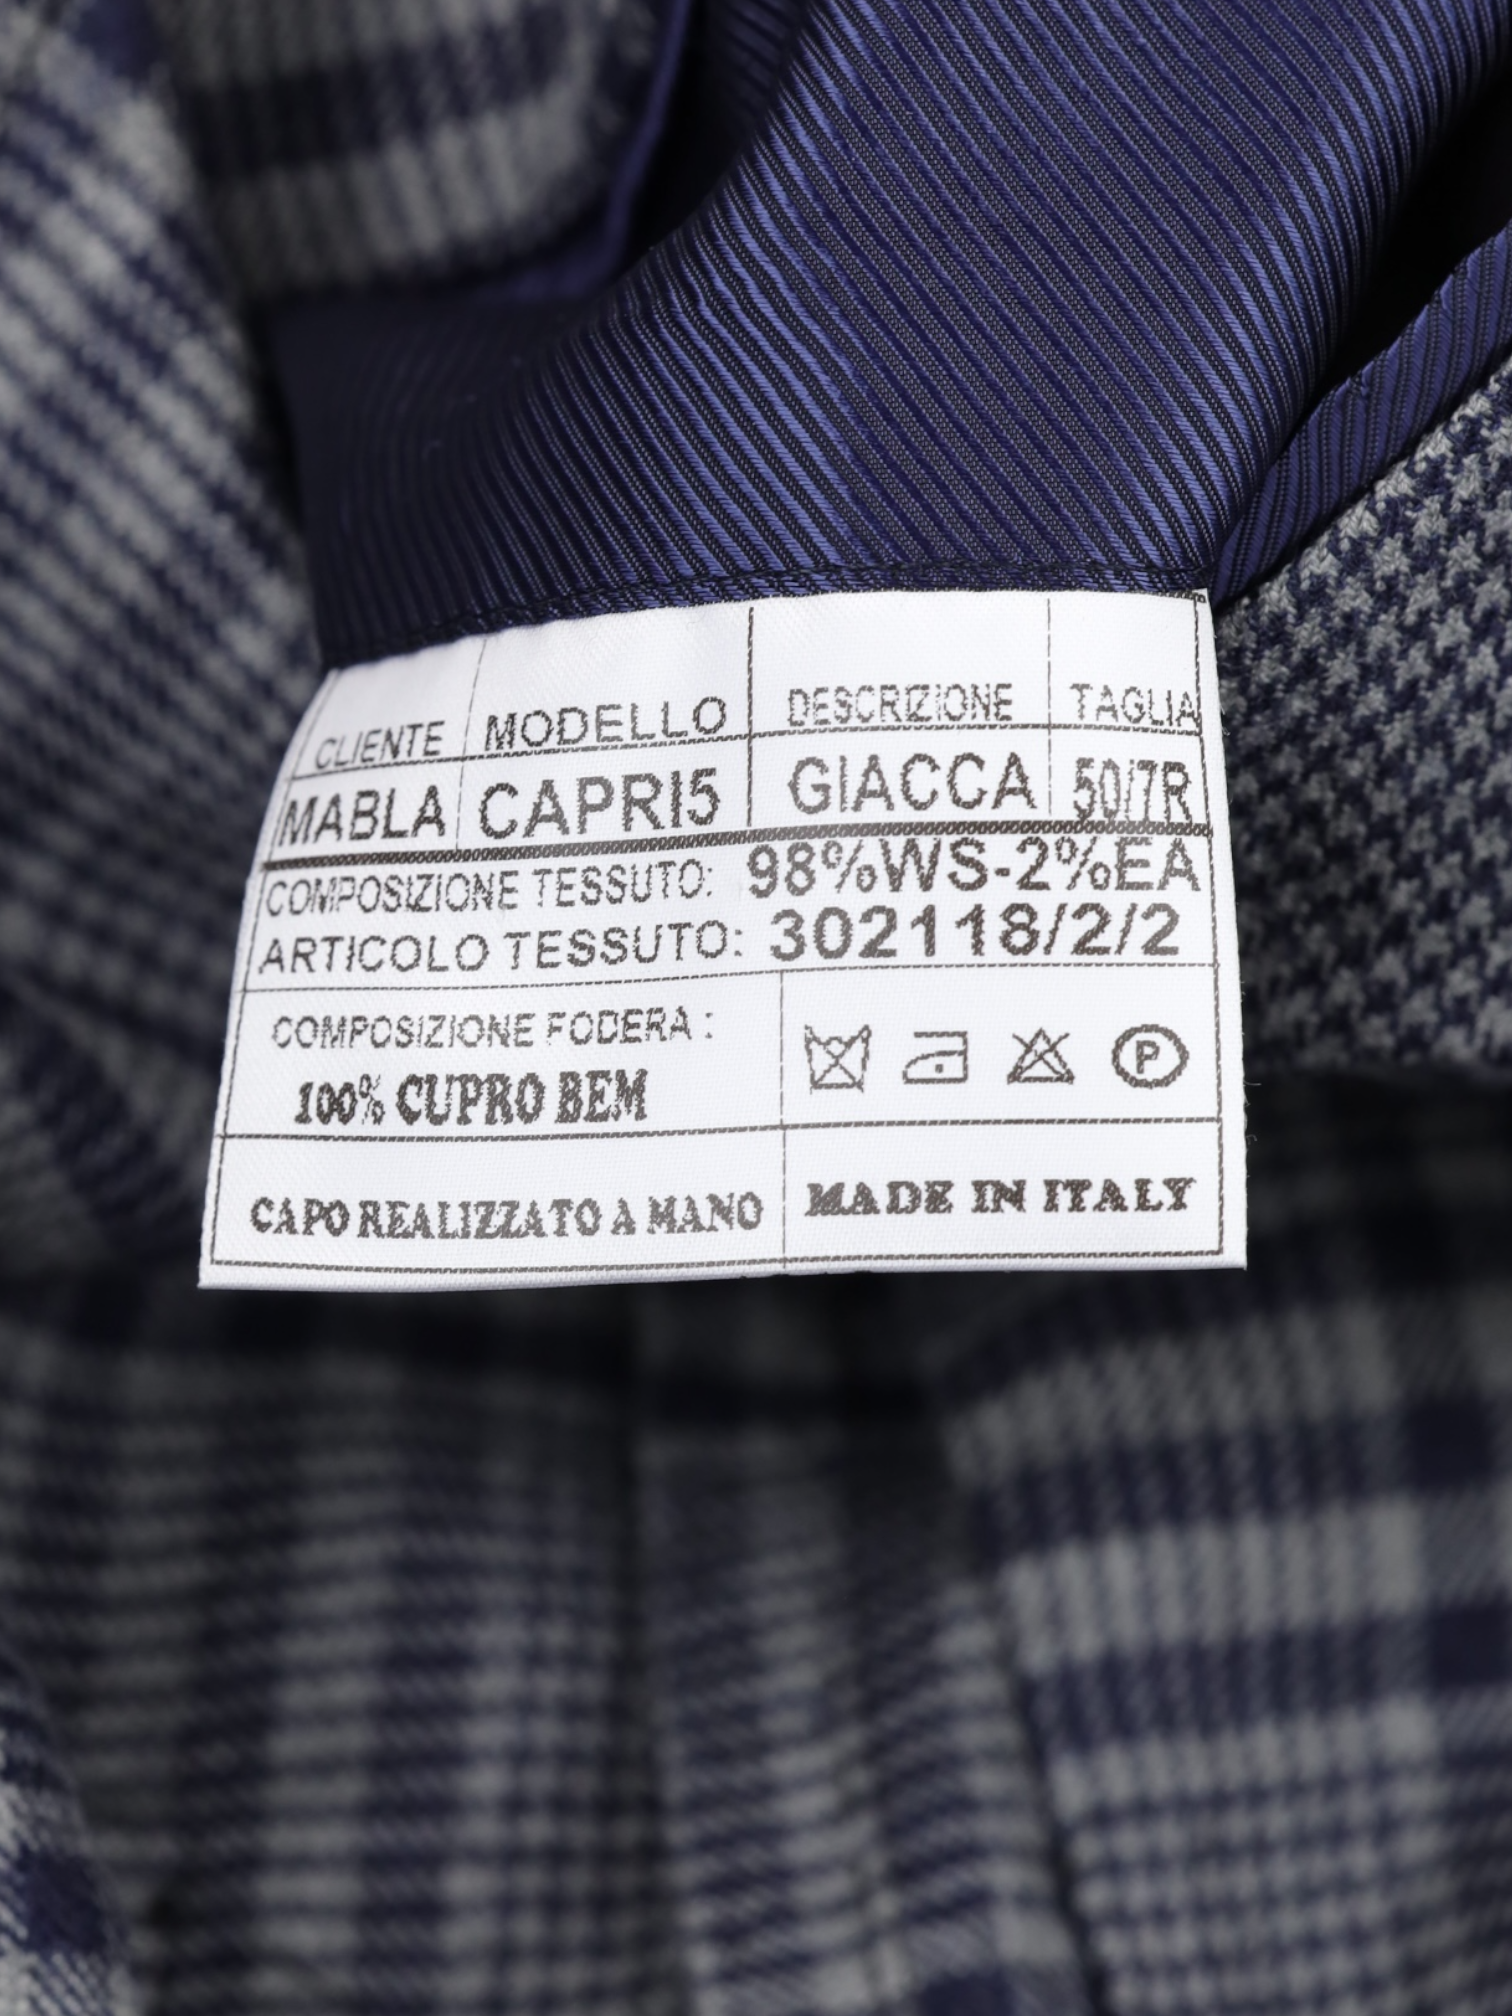 CLIENTE MODELLO DESCRIZIONE TAGLIA
MABLA CAPRI5 GIACCA 50/7R
COMPOSIZIONE TESSUTO: 98%WS-2%EA
ARTICOLO TESSUTO: 302118/2/2
COMPOSIZIONE FODERA :
100% CUPRO BEM
P
CAPO REALIZZATO A MANO MADE IN ITALY